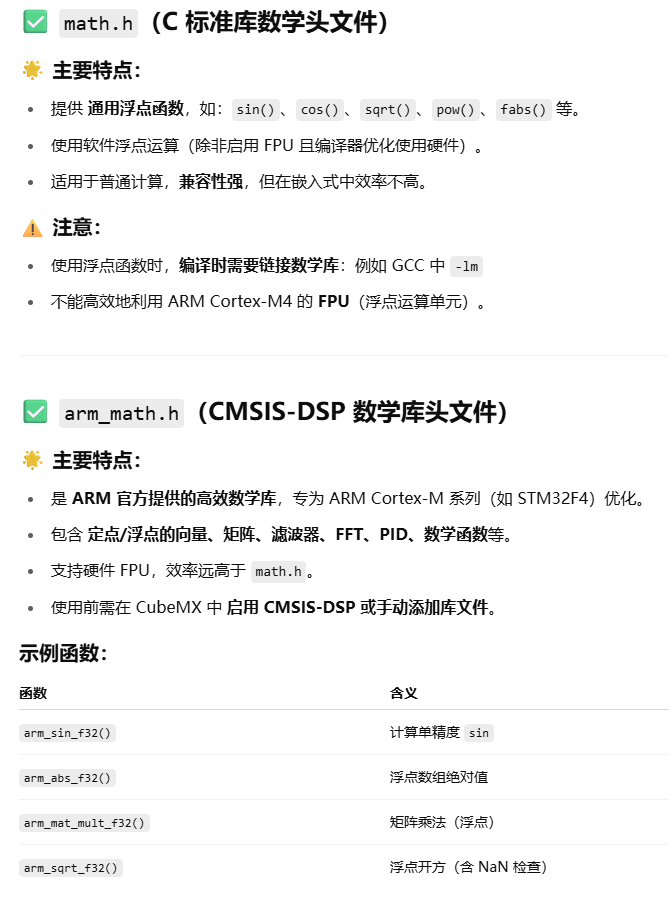 ✅ math.h（C 标准库数学头文件）
🌟 主要特点：
• 提供 通用浮点函数，如：sin()、cos()、sqrt()、pow()、fabs() 等。
• 使用软件浮点运算（除非启用 FPU 且编译器优化使用硬件）。
• 适用于普通计算，兼容性强，但在嵌入式中效率不高。
⚠️ 注意：
• 使用浮点函数时，编译时需要链接数学库：例如 GCC 中 -lm
• 不能高效地利用 ARM Cortex-M4 的 FPU（浮点运算单元）。
✅ arm_math.h（CMSIS-DSP 数学库头文件）
🌟 主要特点：
• 是 ARM 官方提供的高效数学库，专为 ARM Cortex-M 系列（如 STM32F4）优化。
• 包含 定点/浮点的向量、矩阵、滤波器、FFT、PID、数学函数等。
• 支持硬件 FPU，效率远高于 math.h。
• 使用前需在 CubeMX 中 启用 CMSIS-DSP 或手动添加库文件。
示例函数：
函数 含义
arm_sin_f32() 计算单精度 sin
arm_abs_f32() 浮点数组绝对值
arm_mat_mult_f32() 矩阵乘法（浮点）
arm_sqrt_f32() 浮点开方（含 NaN 检查）